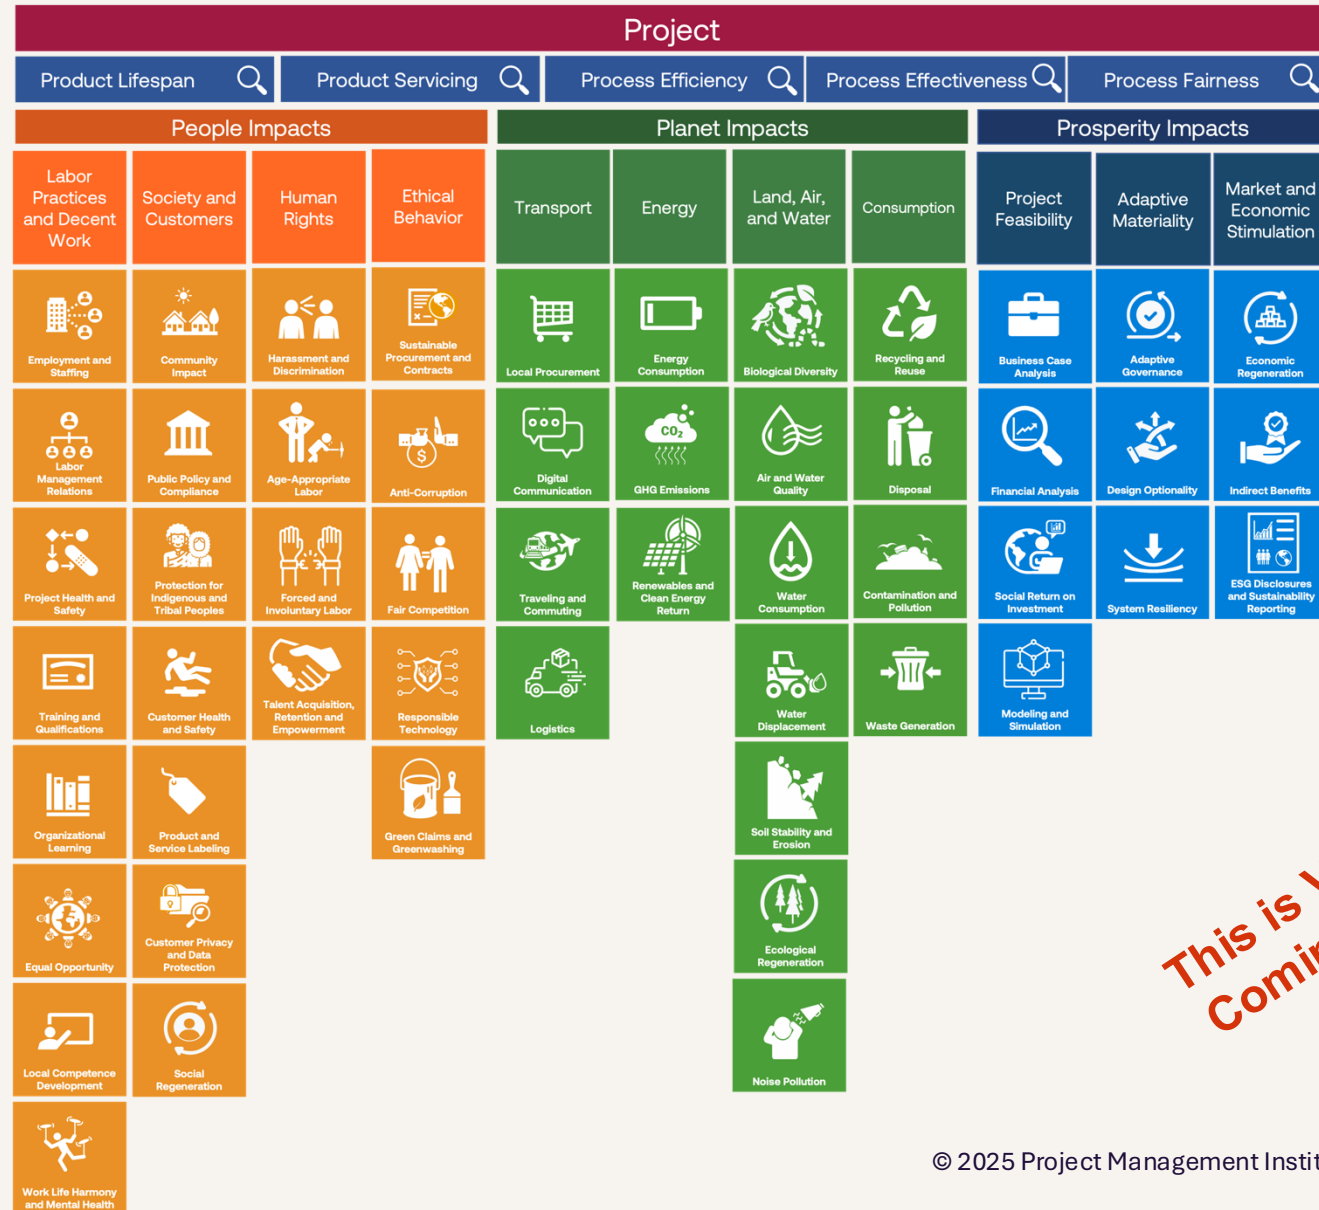 Project
Product Lifespan
Product Servicing
Process Efficiency
Process Effectiveness
Process Fairness
People Impacts
Planet Impacts
Prosperity Impacts
Labor
Practices
and Decent
Work
Society and
Customers
Human
Rights
Ethical
Behavior
Transport
Energy
Land, Air,
and Water
Consumption
Project
Feasibility
Adaptive
Materiality
Market and
Economic
Stimulation
Employment and
Staffing
Community
Impact
Harassment and
Discrimination
Sustainable
Procurement and
Contracts
Local Procurement
Energy
Consumption
Biological Diversity
Recycling and
Reuse
Business Case
Analysis
Adaptive
Governance
Economic
Regeneration
Labor
Management
Relations
Public Policy and
Compliance
Age-Appropriate
Labor
$
Anti-Corruption
Digital
Communication
CO₂
GHG Emissions
Air and Water
Quality
Disposal
Financial Analysis
Design Optionality
Indirect Benefits
Project Health and
Safety
Protection for
Indigenous and
Tribal Peoples
Forced and
Involuntary Labor
Fair Competition
Traveling and
Commuting
Renewables and
Clean Energy
Return
Water
Consumption
Contamination and
Pollution
Social Return on
Investment
System Resiliency
ESG Disclosures
and Sustainability
Reporting
Training and
Qualifications
Customer Health
and Safety
Talent Acquisition,
Retention and
Empowerment
Responsible
Technology
Logistics
Water
Displacement
Waste Generation
Modeling and
Simulation
Organizational
Learning
Product and
Service Labeling
Green Claims and
Greenwashing
Soil Stability and
Erosion
Equal Opportunity
Customer Privacy
and Data
Protection
Ecological
Regeneration
This is
Local Competence
Development
Social
Regeneration
Noise Pollution
Work Life Harmony
and Mental Health
© 2025 Project Management